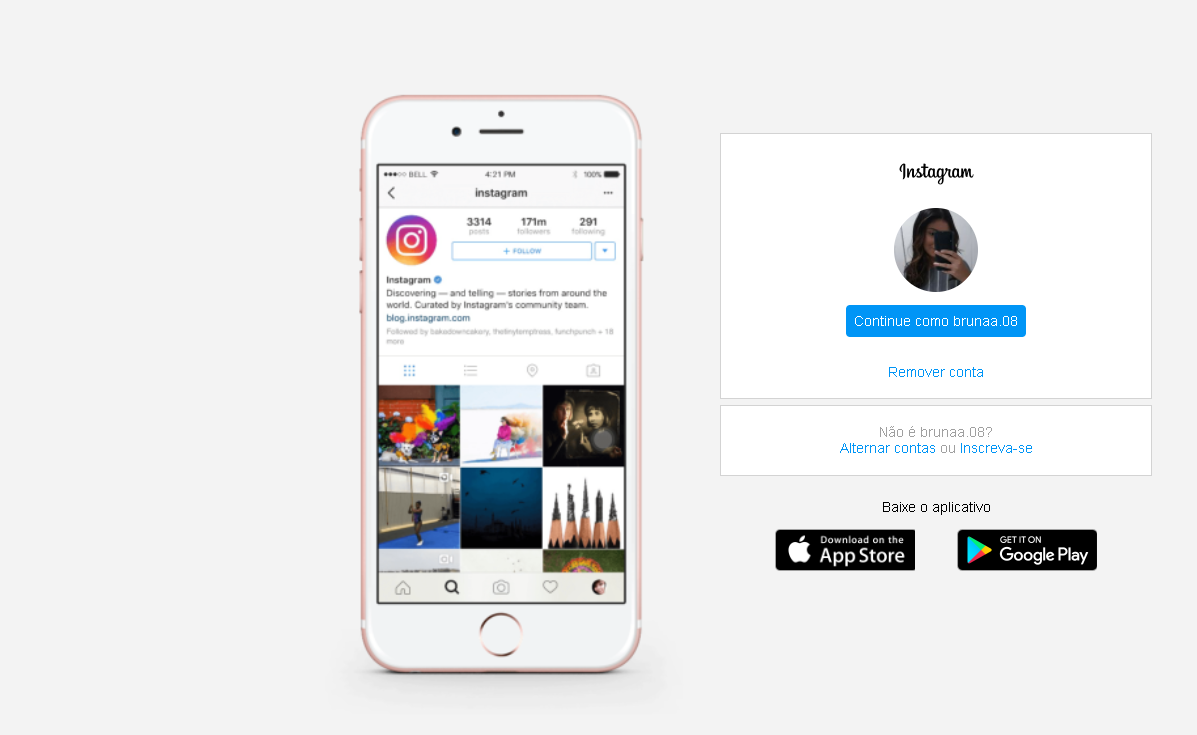 BELL
4:21 PM
100%
instagram
3314
171m
291
posts
followers
following
+ FOLLOW
Instagram
Discovering — and telling — stories from around the
world. Curated by Instagram's community team.
blog.instagram.com
Followed by bakedowncakery, thetinytemptress, funchpunch + 18
more
Instagram
Continue como brunaa.08
Remover conta
Não é brunaa.08?
Alternar contas ou Inscreva-se
Baixe o aplicativo
Download on the
App Store
GET IT ON
Google Play